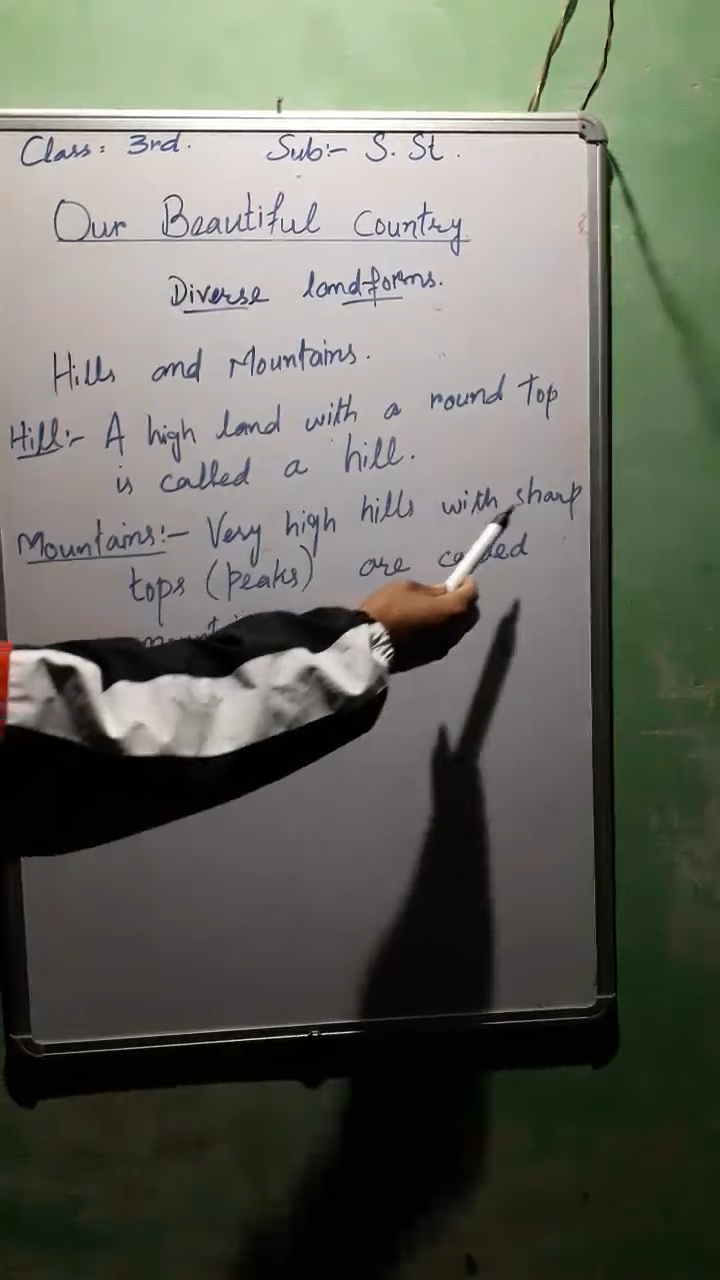 Class: 3rd. Sub:- S. St.
Our Beautiful Country
Diverse landforms.
Hills and Mountains.
Hill:- A high land with a round top
is called a hill.
Mountains:- Very high hills with sharp
tops (peaks) are called